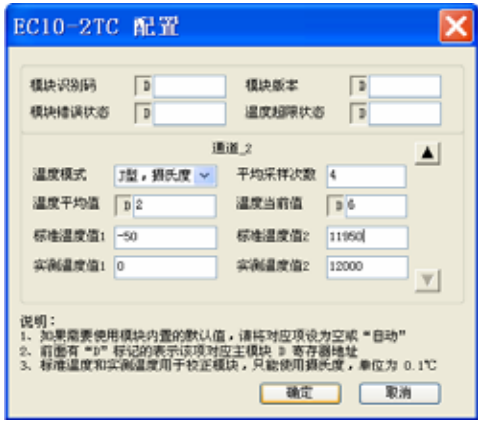 EC10-2TC 配置
模块识别码 D 模块版本 D
模块错误状态 D 温度超限状态 D
通道_2
温度模式 J型，摄氏度 平均采样次数 4
温度平均值 D 2 温度当前值 D 6
标准温度值1 -50 标准温度值2 11950
实测温度值1 0 实测温度值2 12000
说明：
1、如果需要使用模块内置的默认值，请将对应项设为空或“自动”
2、前面有“D”标记的表示该项对应主模块 D 寄存器地址
3、标准温度和实测温度用于校正模块，只能使用摄氏度，单位为 0.1℃
确定 取消